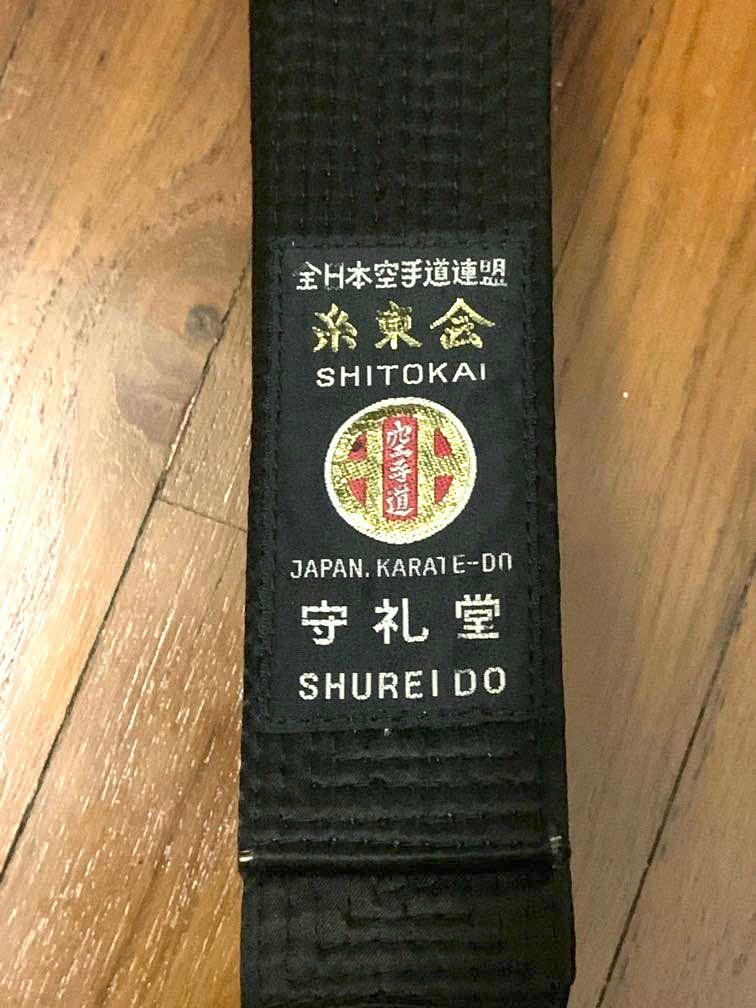 全日本空手道連盟
糸東会
SHITOKAI
空手道
JAPAN. KARATE-DO
守礼堂
SHUREIDO